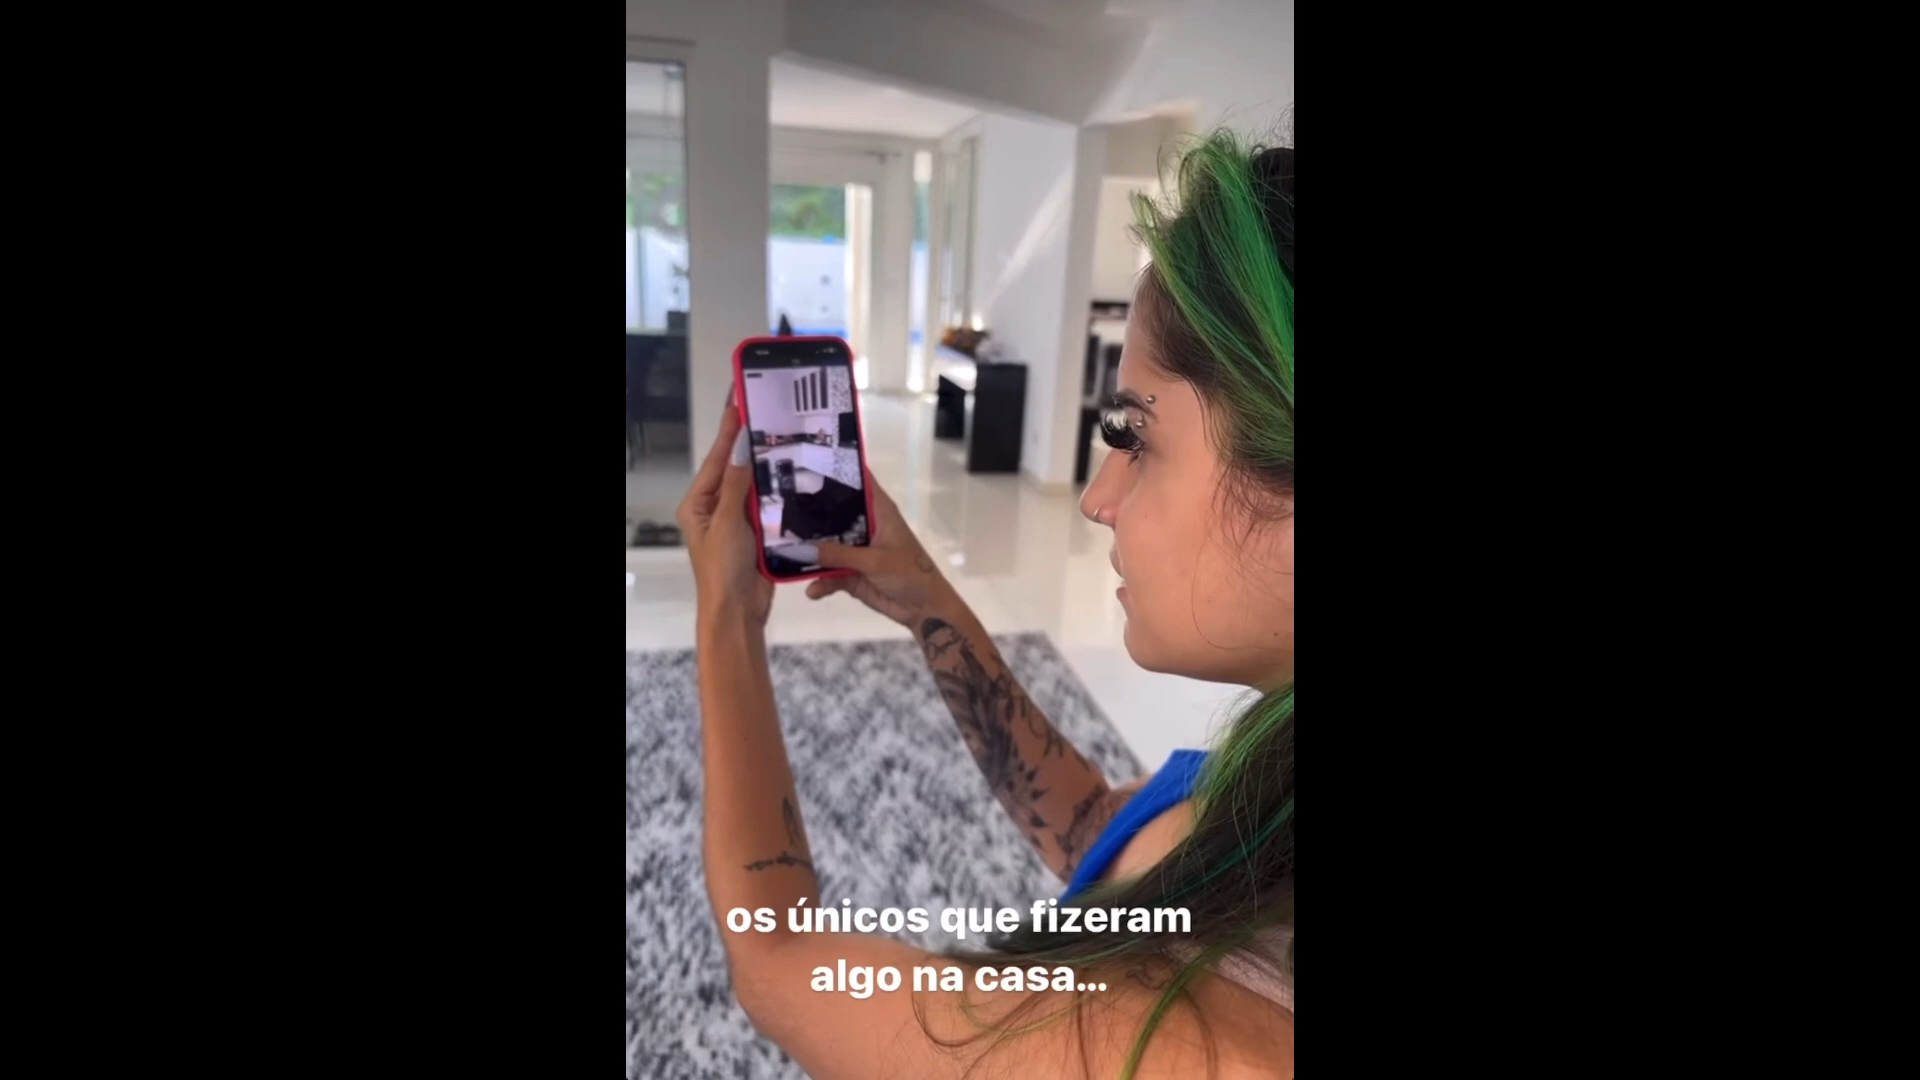 os únicos que fizeram
algo na casa...